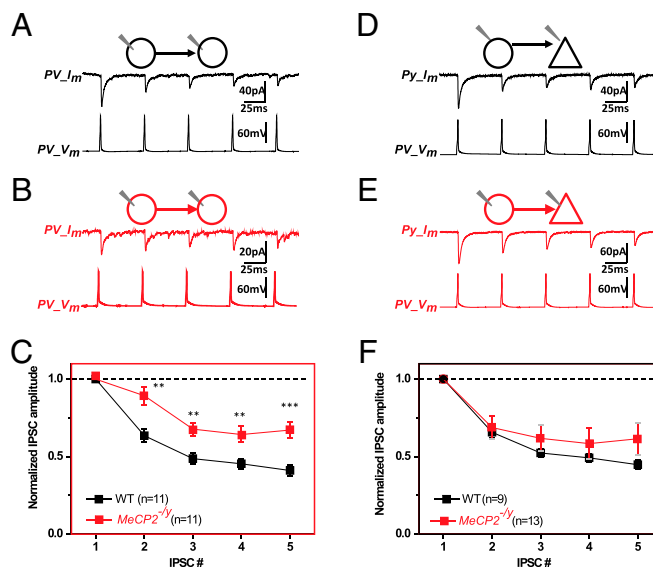 A
PV_Im
40pA
25ms
60mV
PV_Vm
B
PV_Im
20pA
25ms
60mV
PV_Vm
C
Normalized IPSC amplitude
1.0
0.5
0.0
**
**
**
***
WT (n=11)
MeCP2-/y (n=11)
1 2 3 4 5
IPSC #
D
Py_Im
40pA
25ms
60mV
PV_Vm
E
Py_Im
60pA
25ms
60mV
PV_Vm
F
Normalized IPSC amplitude
1.0
0.5
0.0
WT (n=9)
MeCP2-/y (n=13)
1 2 3 4 5
IPSC #